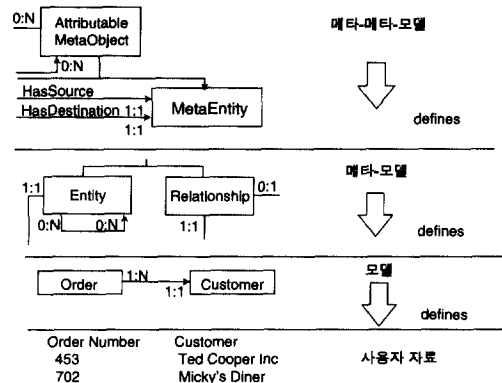 0:N
Attributable
MetaObject
메타-메타-모델
0:N
HasSource
HasDestination 1:1
1:1
MetaEntity
defines
메타-모델
1:1
Entity
Relationship
0:1
0:N
0:N
1:1
defines
모델
Order
1:N
1:1
Customer
defines
Order Number
Customer
사용자 자료
453
Ted Cooper Inc
702
Micky's Diner